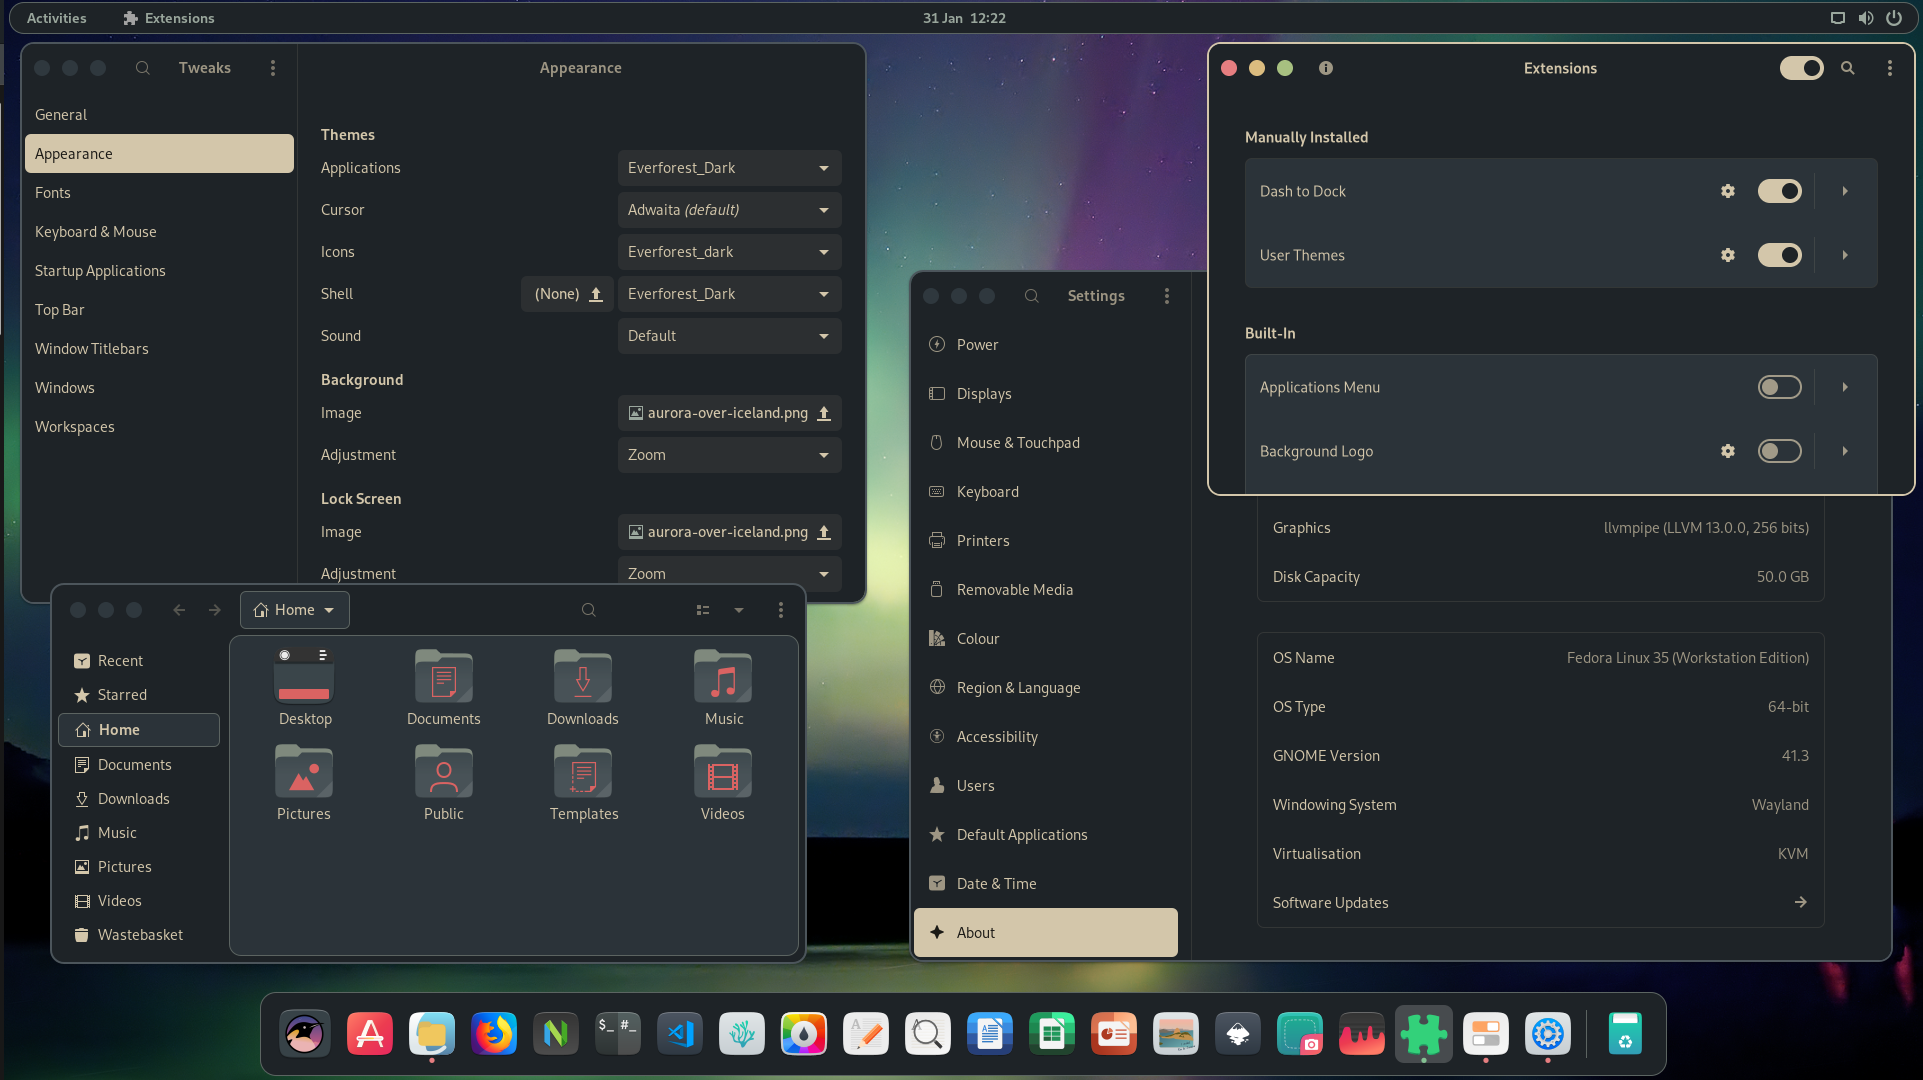 Activities
Extensions
31 Jan 12:22
Tweaks
General
Appearance
Fonts
Keyboard & Mouse
Startup Applications
Top Bar
Window Titlebars
Windows
Workspaces
Appearance
Themes
Applications
Everforest_Dark
Cursor
Adwaita (default)
Icons
Everforest_dark
Shell
(None)
Everforest_Dark
Sound
Default
Background
Image
aurora-over-iceland.png
Adjustment
Zoom
Lock Screen
Image
aurora-over-iceland.png
Adjustment
Zoom
Home
Recent
Starred
Home
Documents
Downloads
Music
Pictures
Videos
Wastebasket
Desktop
Documents
Downloads
Music
Pictures
Public
Templates
Videos
Settings
Power
Displays
Mouse & Touchpad
Keyboard
Printers
Removable Media
Colour
Region & Language
Accessibility
Users
Default Applications
Date & Time
About
Extensions
Manually Installed
Dash to Dock
User Themes
Built-In
Applications Menu
Background Logo
Graphics
llvmpipe (LLVM 13.0.0, 256 bits)
Disk Capacity
50.0 GB
OS Name
Fedora Linux 35 (Workstation Edition)
OS Type
64-bit
GNOME Version
41.3
Windowing System
Wayland
Virtualisation
KVM
Software Updates
$_ #_